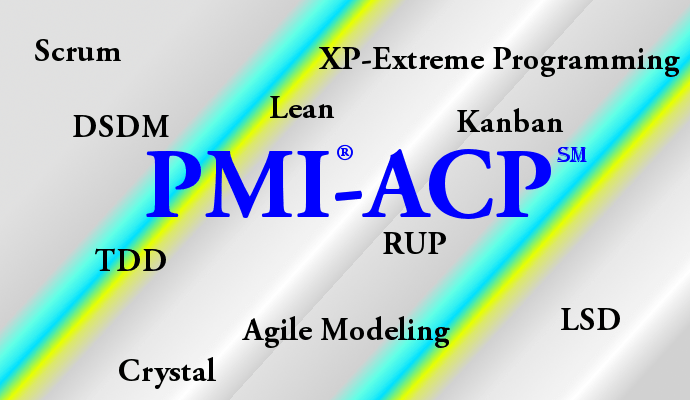 Scrum
XP-Extreme Programming
Lean
DSDM
Kanban
PMI®-ACP℠
RUP
TDD
LSD
Agile Modeling
Crystal